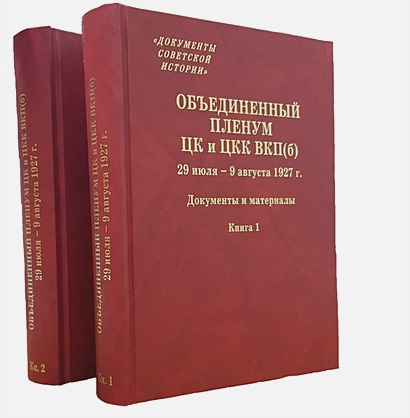 «ДОКУМЕНТЫ
СОВЕТСКОЙ
ИСТОРИИ»
ОБЪЕДИНЕННЫЙ
ПЛЕНУМ
ЦК и ЦКК ВКП(б)
29 июля – 9 августа 1927 г.
Документы и материалы
Книга 1
ОБЪЕДИНЕННЫЙ ПЛЕНУМ ЦК и ЦКК ВКП(б)
29 июля – 9 августа 1927 г.
Кн. 1
ОБЪЕДИНЕННЫЙ ПЛЕНУМ ЦК и ЦКК ВКП(б)
29 июля – 9 августа 1927 г.
Кн. 2